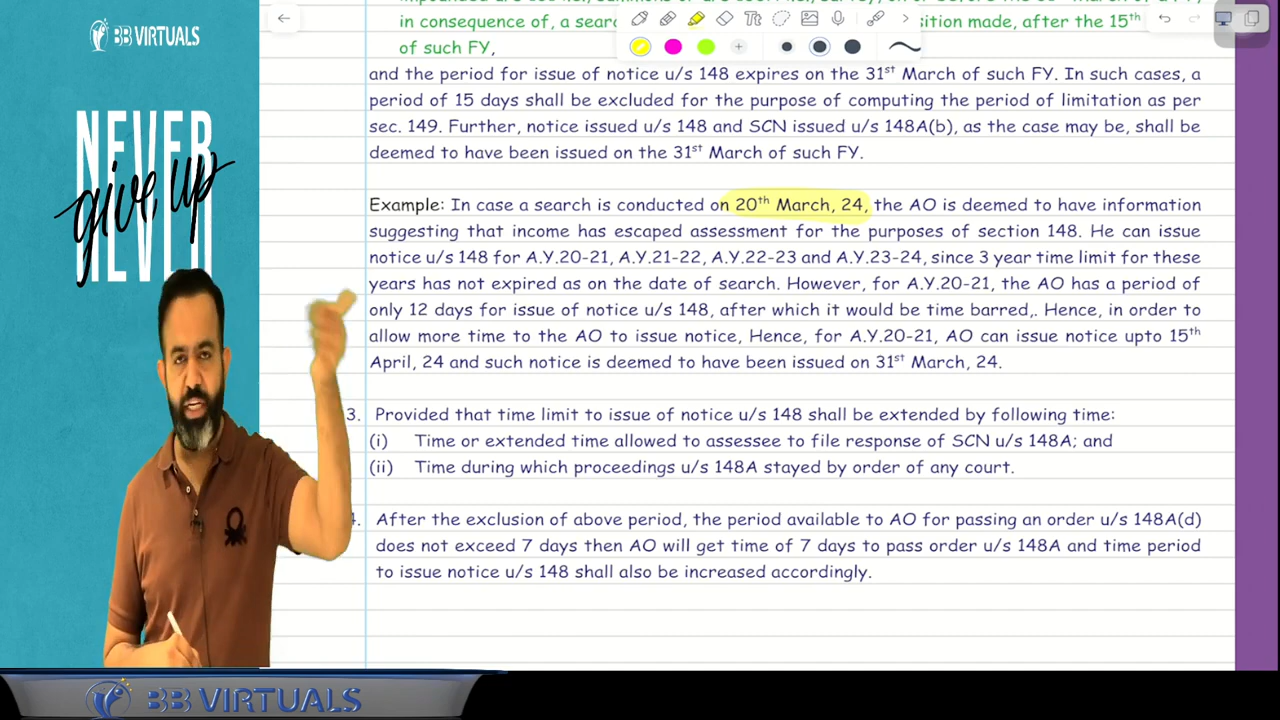 BB VIRTUALS
NEVER
give up
NEVER
in consequence of, a sear
sition made, after the 15th
of such FY,
and the period for issue of notice u/s 148 expires on the 31st March of such FY. In such cases, a
period of 15 days shall be excluded for the purpose of computing the period of limitation as per
sec. 149. Further, notice issued u/s 148 and SCN issued u/s 148A(b), as the case may be, shall be
deemed to have been issued on the 31st March of such FY.
Example: In case a search is conducted on 20th March, 24, the AO is deemed to have information
suggesting that income has escaped assessment for the purposes of section 148. He can issue
notice u/s 148 for A.Y.20-21, A.Y.21-22, A.Y.22-23 and A.Y.23-24, since 3 year time limit for these
years has not expired as on the date of search. However, for A.Y.20-21, the AO has a period of
only 12 days for issue of notice u/s 148, after which it would be time barred,. Hence, in order to
allow more time to the AO to issue notice, Hence, for A.Y.20-21, AO can issue notice upto 15th
April, 24 and such notice is deemed to have been issued on 31st March, 24.
3. Provided that time limit to issue of notice u/s 148 shall be extended by following time:
(i) Time or extended time allowed to assessee to file response of SCN u/s 148A; and
(ii) Time during which proceedings u/s 148A stayed by order of any court.
4. After the exclusion of above period, the period available to AO for passing an order u/s 148A(d)
does not exceed 7 days then AO will get time of 7 days to pass order u/s 148A and time period
to issue notice u/s 148 shall also be increased accordingly.
BB VIRTUALS